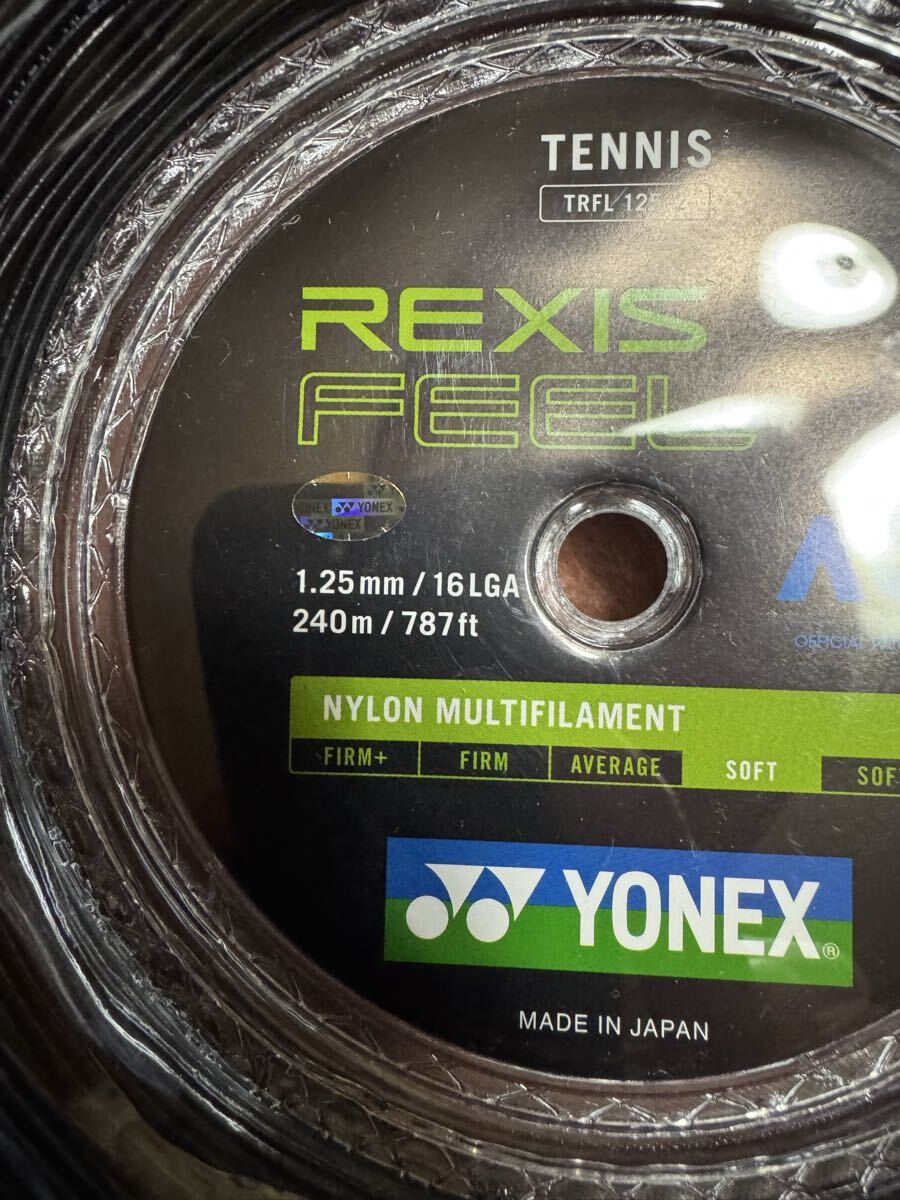 TENNIS
TRFL 125
REXIS
FEEL
YONEX
YONEX
1.25mm / 16LGA
240m / 787ft
NYLON MULTIFILAMENT
FIRM+ FIRM AVERAGE SOFT
YONEX®
MADE IN JAPAN